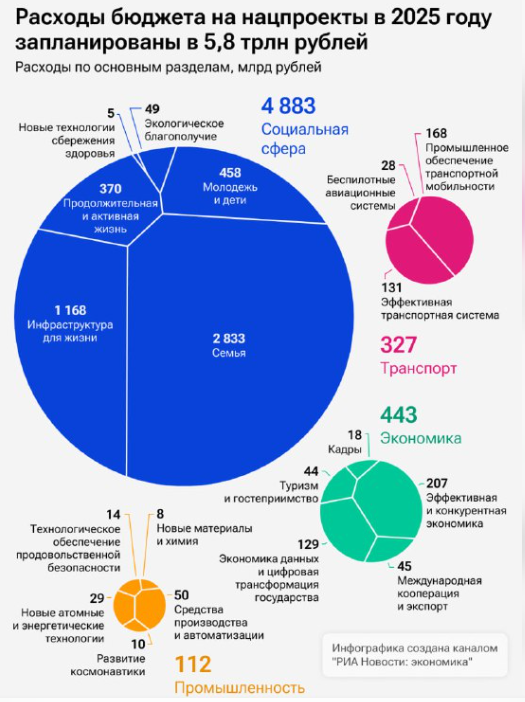 Расходы бюджета на нацпроекты в 2025 году
запланированы в 5,8 трлн рублей
Расходы по основным разделам, млрд рублей
4 883
Социальная
сфера
5
Новые технологии
сбережения
здоровья
49
Экологическое
благополучие
458
Молодежь
и дети
370
Продолжительная
и активная
жизнь
1 168
Инфраструктура
для жизни
2 833
Семья
168
Промышленное
обеспечение
транспортной
мобильности
28
Беспилотные
авиационные
системы
131
Эффективная
транспортная система
327
Транспорт
443
Экономика
18
Кадры
44
Туризм
и гостеприимство
207
Эффективная
и конкурентная
экономика
129
Экономика данных
и цифровая
трансформация
государства
45
Международная
кооперация
и экспорт
14
Технологическое
обеспечение
продовольственной
безопасности
8
Новые материалы
и химия
29
Новые атомные
и энергетические
технологии
50
Средства
производства
и автоматизации
10
Развитие
космонавтики
112
Промышленность
Инфографика создана каналом
"РИА Новости: экономика"